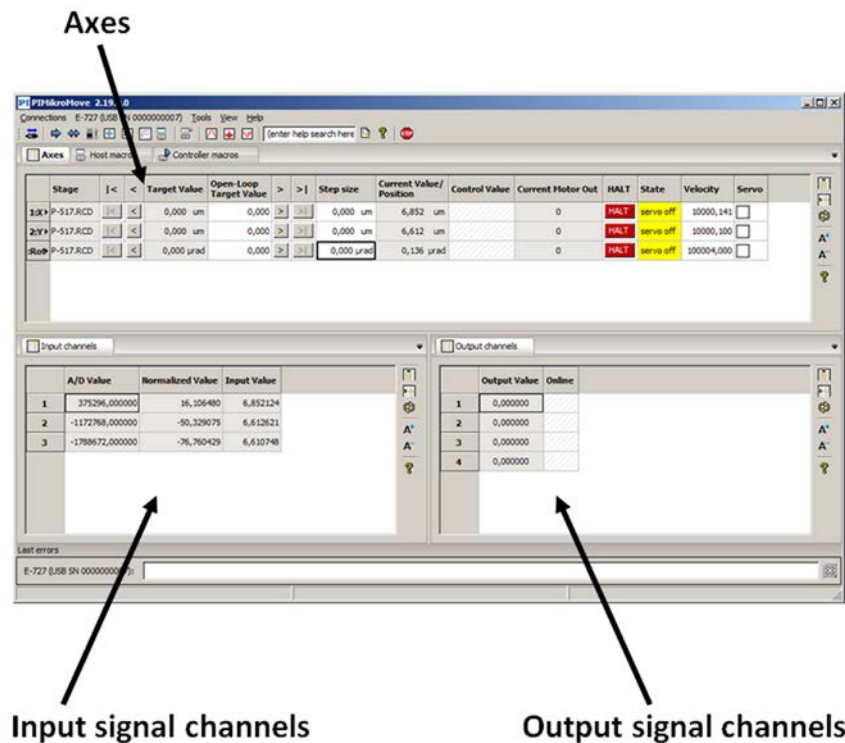 Axes
PIMikroMove 2.19.0
Connections E-727 (USB SN 0000000007) Tools View Help
(enter help search here STOP
Axes Host macros Controller macros
Stage |< < Target Value Open-Loop Target Value > >| Step size Current Value/ Position Control Value Current Motor Out HALT State Velocity Servo
P-517.RCD |< < 0,000 um 0,000 > >| 0,000 um 6,852 um 0 HALT servo off 10000,141
P-517.RCD |< < 0,000 um 0,000 > >| 0,000 um 6,612 um 0 HALT servo off 10000,100
P-517.RCD |< < 0,000 µrad 0,000 > >| 0,000 µrad 0,136 µrad 0 HALT servo off 100004,000
Input channels
A/D Value Normalized Value Input Value
1 375296,000000 16,106480 6,852124
2 -1172768,000000 -50,329075 6,612621
3 -1788672,000000 -76,760429 6,610748
Output channels
Output Value Online
1 0,000000
2 0,000000
3 0,000000
4 0,000000
Last errors
E-727 (USB SN
Input signal channels
Output signal channels